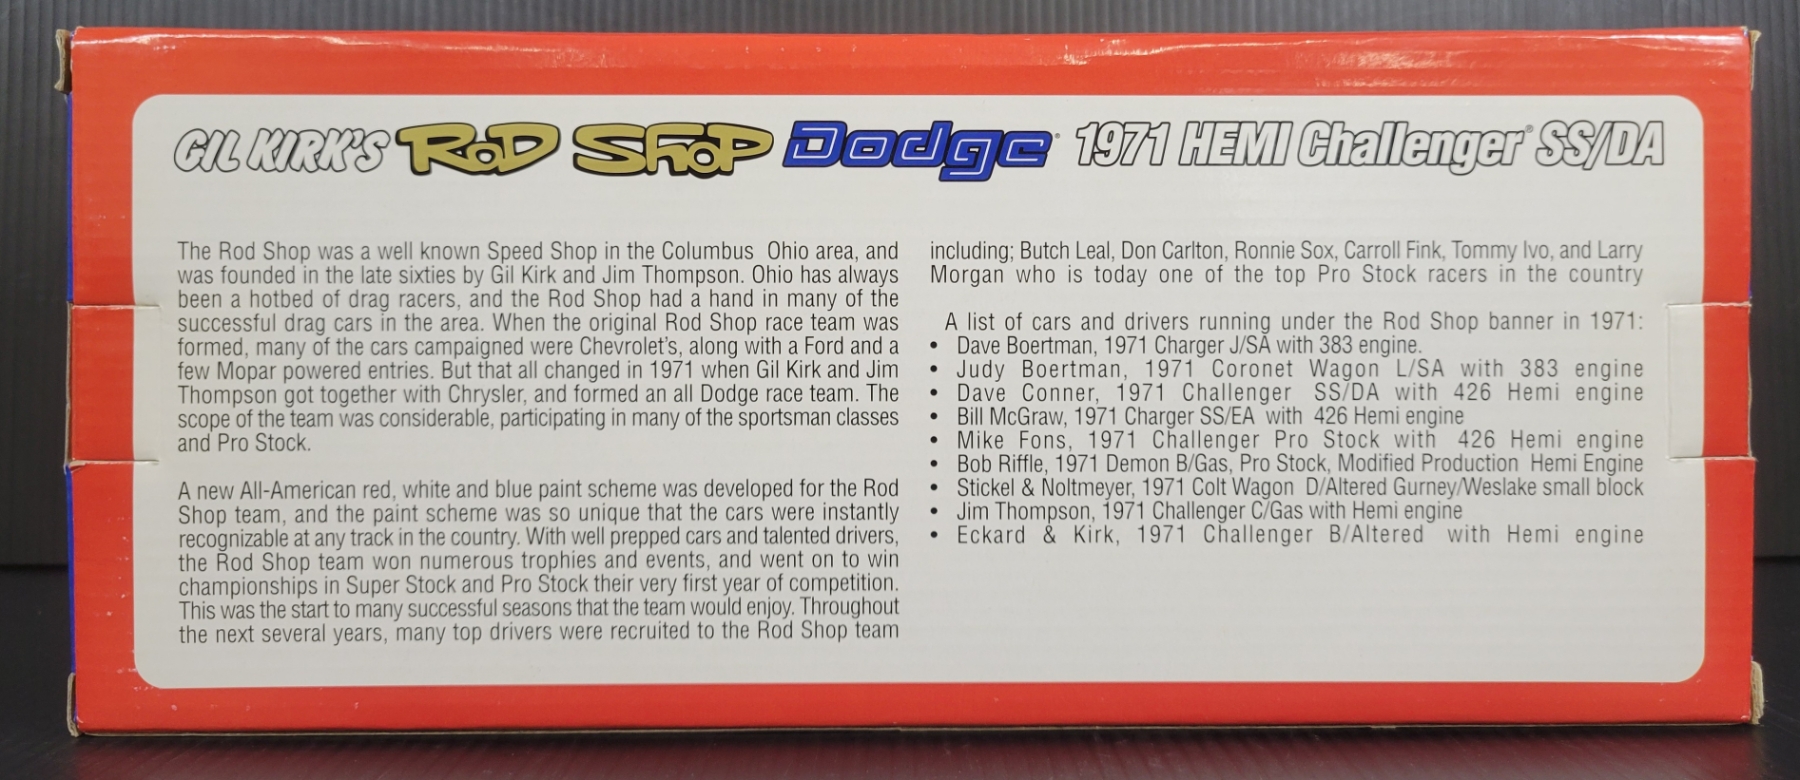 GIL KIRK'S ROD SHOP Dodge 1971 HEMI Challenger® SS/DA
The Rod Shop was a well known Speed Shop in the Columbus Ohio area, and
was founded in the late sixties by Gil Kirk and Jim Thompson. Ohio has always
been a hotbed of drag racers, and the Rod Shop had a hand in many of the
successful drag cars in the area. When the original Rod Shop race team was
formed, many of the cars campaigned were Chevrolet's, along with a Ford and a
few Mopar powered entries. But that all changed in 1971 when Gil Kirk and Jim
Thompson got together with Chrysler, and formed an all Dodge race team. The
scope of the team was considerable, participating in many of the sportsman classes
and Pro Stock.
A new All-American red, white and blue paint scheme was developed for the Rod
Shop team, and the paint scheme was so unique that the cars were instantly
recognizable at any track in the country. With well prepped cars and talented drivers,
the Rod Shop team won numerous trophies and events, and went on to win
championships in Super Stock and Pro Stock their very first year of competition.
This was the start to many successful seasons that the team would enjoy. Throughout
the next several years, many top drivers were recruited to the Rod Shop team
including; Butch Leal, Don Carlton, Ronnie Sox, Carroll Fink, Tommy Ivo, and Larry
Morgan who is today one of the top Pro Stock racers in the country
A list of cars and drivers running under the Rod Shop banner in 1971:
• Dave Boertman, 1971 Charger J/SA with 383 engine.
• Judy Boertman, 1971 Coronet Wagon L/SA with 383 engine
• Dave Conner, 1971 Challenger SS/DA with 426 Hemi engine
• Bill McGraw, 1971 Charger SS/EA with 426 Hemi engine
• Mike Fons, 1971 Challenger Pro Stock with 426 Hemi engine
• Bob Riffle, 1971 Demon B/Gas, Pro Stock, Modified Production Hemi Engine
• Stickel & Noltmeyer, 1971 Colt Wagon D/Altered Gurney/Weslake small block
• Jim Thompson, 1971 Challenger C/Gas with Hemi engine
• Eckard & Kirk, 1971 Challenger B/Altered with Hemi engine